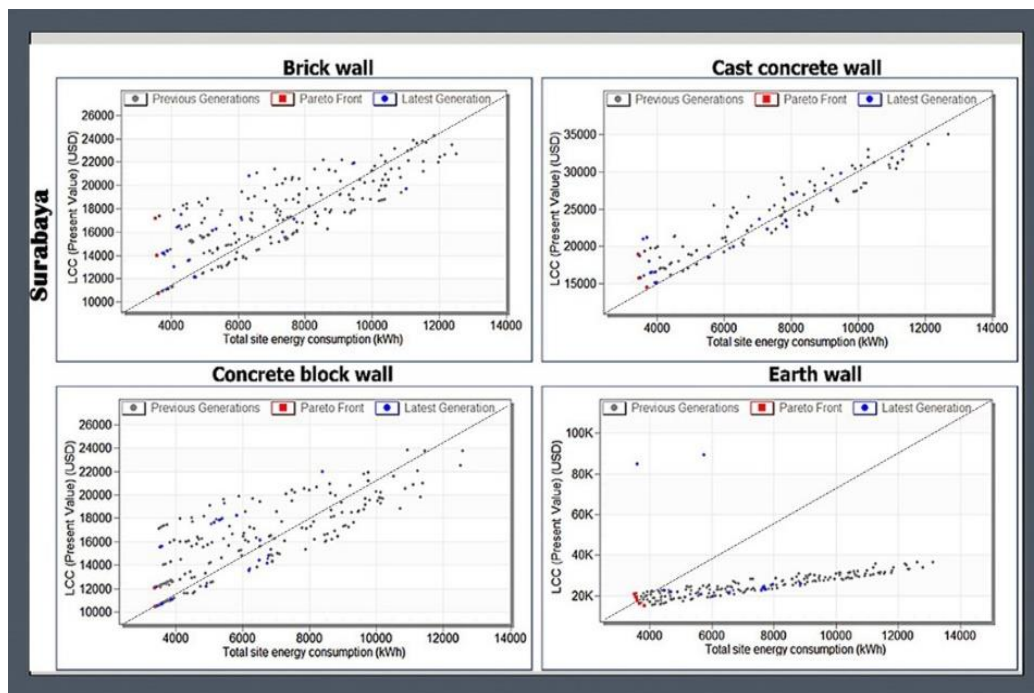 Surabaya
Brick wall
Previous Generations Pareto Front Latest Generation
LCC (Present Value) (USD)
26000
24000
22000
20000
18000
16000
14000
12000
10000
4000 6000 8000 10000 12000 14000
Total site energy consumption (kWh)
Cast concrete wall
Previous Generations Pareto Front Latest Generation
LCC (Present Value) (USD)
35000
30000
25000
20000
15000
4000 6000 8000 10000 12000 14000
Total site energy consumption (kWh)
Concrete block wall
Previous Generations Pareto Front Latest Generation
LCC (Present Value) (USD)
26000
24000
22000
20000
18000
16000
14000
12000
10000
4000 6000 8000 10000 12000 14000
Total site energy consumption (kWh)
Earth wall
Previous Generations Pareto Front Latest Generation
LCC (Present Value) (USD)
100K
80K
60K
40K
20K
4000 6000 8000 10000 12000 14000
Total site energy consumption (kWh)